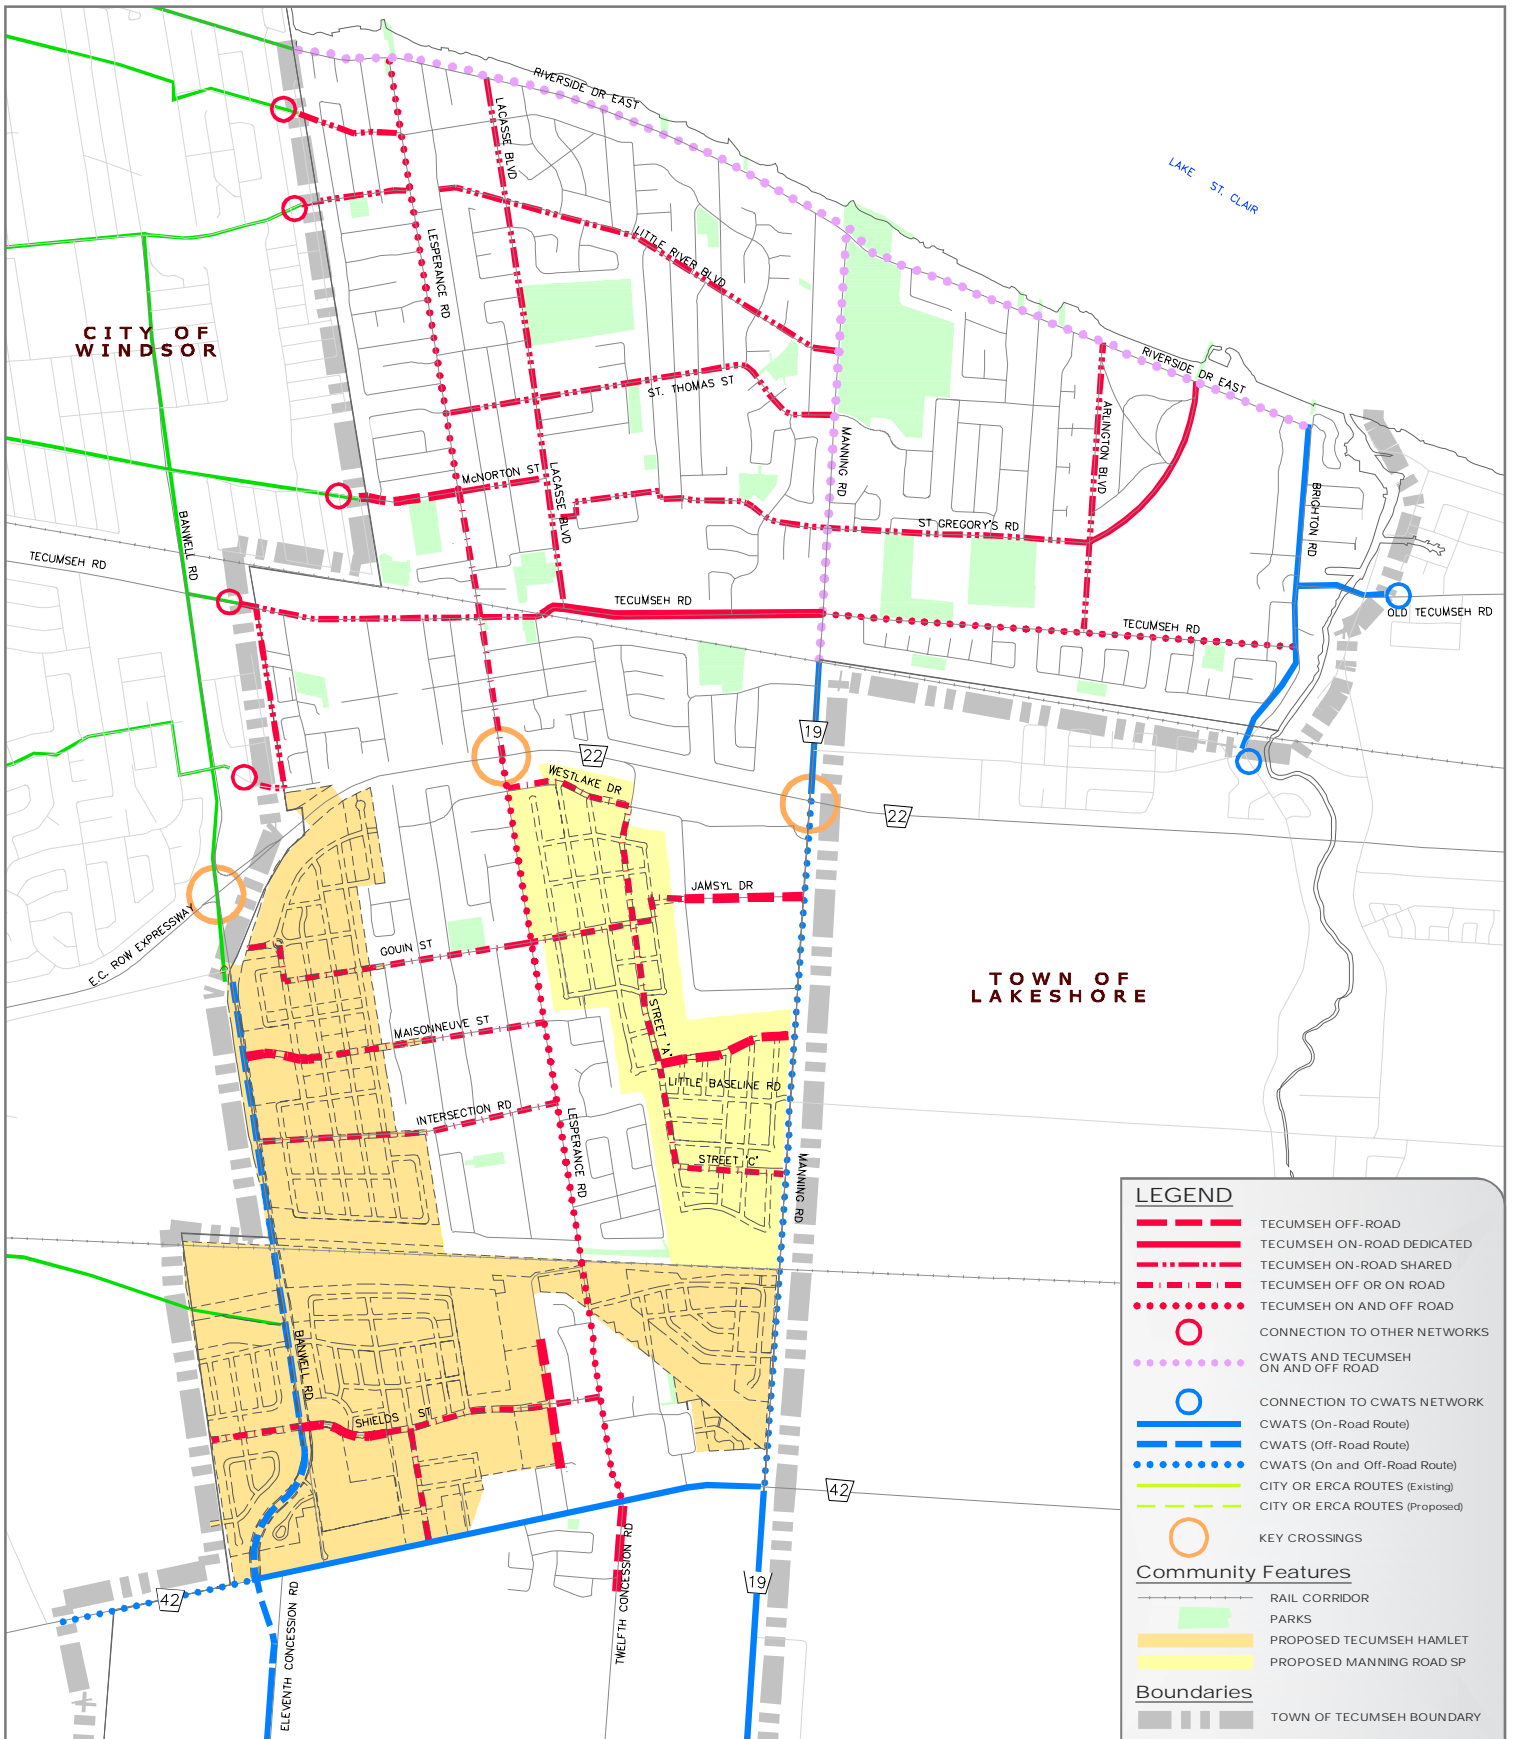 RIVERSIDE DR EAST
LACASSE BLVD
LAKE ST. CLAIR
LESPERANCE RD
LITTLE RIVER BLVD
CITY OF
WINDSOR
RIVERSIDE DR EAST
ST. THOMAS ST
ARLINGTON BLVD
MANNING RD
McNORTON ST
LACASSE BLVD
BRIGHTON RD
BANWELL RD
ST GREGORY'S RD
TECUMSEH RD
TECUMSEH RD
OLD TECUMSEH RD
TECUMSEH RD
19
22
WESTLAKE DR
22
JAMSYL DR
E.C. ROW EXPRESSWAY
GOUIN ST
TOWN OF
LAKESHORE
STREET 'A'
MAISONNEUVE ST
LITTLE BASELINE RD
INTERSECTION RD
LESPERANCE RD
STREET 'C'
MANNING RD
BANWELL RD
SHIELDS ST
42
42
19
TWELFTH CONCESSION RD
ELEVENTH CONCESSION RD
LEGEND
TECUMSEH OFF-ROAD
TECUMSEH ON-ROAD DEDICATED
TECUMSEH ON-ROAD SHARED
TECUMSEH OFF OR ON ROAD
TECUMSEH ON AND OFF ROAD
CONNECTION TO OTHER NETWORKS
CWATS AND TECUMSEH
ON AND OFF ROAD
CONNECTION TO CWATS NETWORK
CWATS (On-Road Route)
CWATS (Off-Road Route)
CWATS (On and Off-Road Route)
CITY OR ERCA ROUTES (Existing)
CITY OR ERCA ROUTES (Proposed)
KEY CROSSINGS
Community Features
RAIL CORRIDOR
PARKS
PROPOSED TECUMSEH HAMLET
PROPOSED MANNING ROAD SP
Boundaries
TOWN OF TECUMSEH BOUNDARY